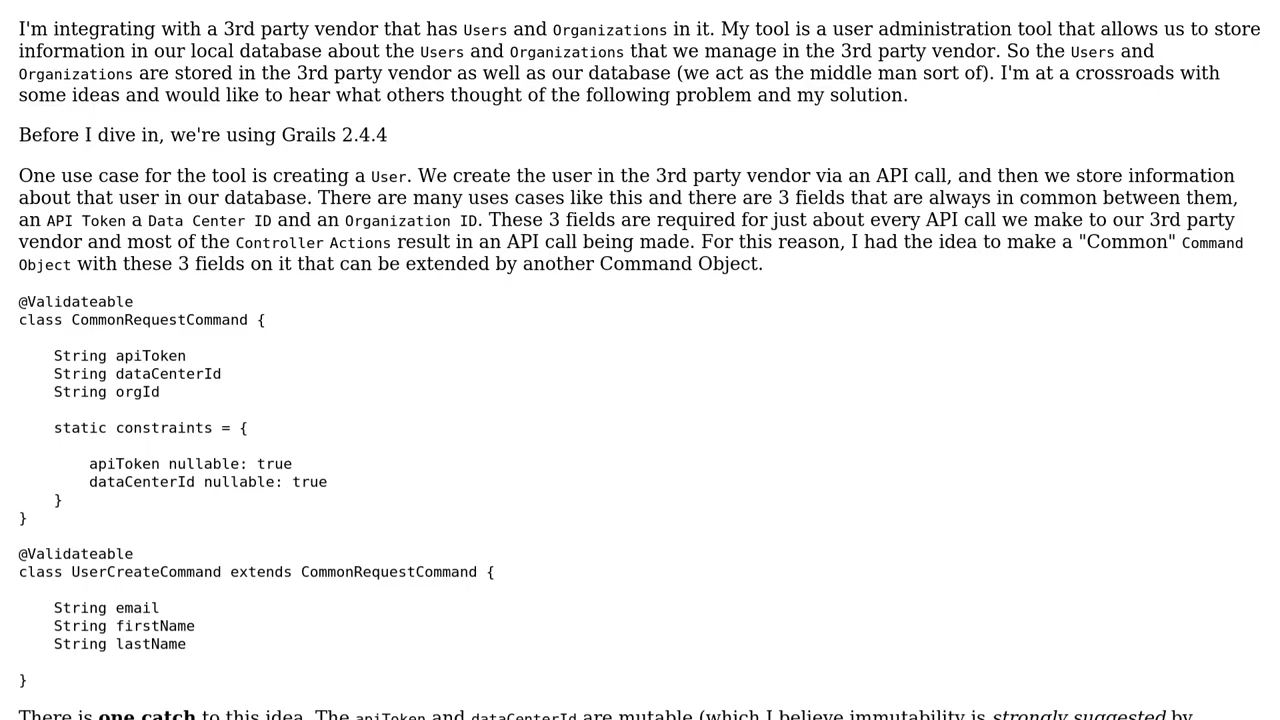 I'm integrating with a 3rd party vendor that has Users and Organizations in it. My tool is a user administration tool that allows us to store
information in our local database about the Users and Organizations that we manage in the 3rd party vendor. So the Users and
Organizations are stored in the 3rd party vendor as well as our database (we act as the middle man sort of). I'm at a crossroads with
some ideas and would like to hear what others thought of the following problem and my solution.
Before I dive in, we're using Grails 2.4.4
One use case for the tool is creating a User. We create the user in the 3rd party vendor via an API call, and then we store information
about that user in our database. There are many uses cases like this and there are 3 fields that are always in common between them,
an API Token a Data Center ID and an Organization ID. These 3 fields are required for just about every API call we make to our 3rd party
vendor and most of the Controller Actions result in an API call being made. For this reason, I had the idea to make a "Common" Command
Object with these 3 fields on it that can be extended by another Command Object.
@Validateable
class CommonRequestCommand {
String apiToken
String dataCenterId
String orgId
static constraints = {
apiToken nullable: true
dataCenterId nullable: true
}
}
@Validateable
class UserCreateCommand extends CommonRequestCommand {
String email
String firstName
String lastName
}
There is one catch to this idea. The apiToken and dataCenterId are mutable (which I believe immutability is strongly suggested by